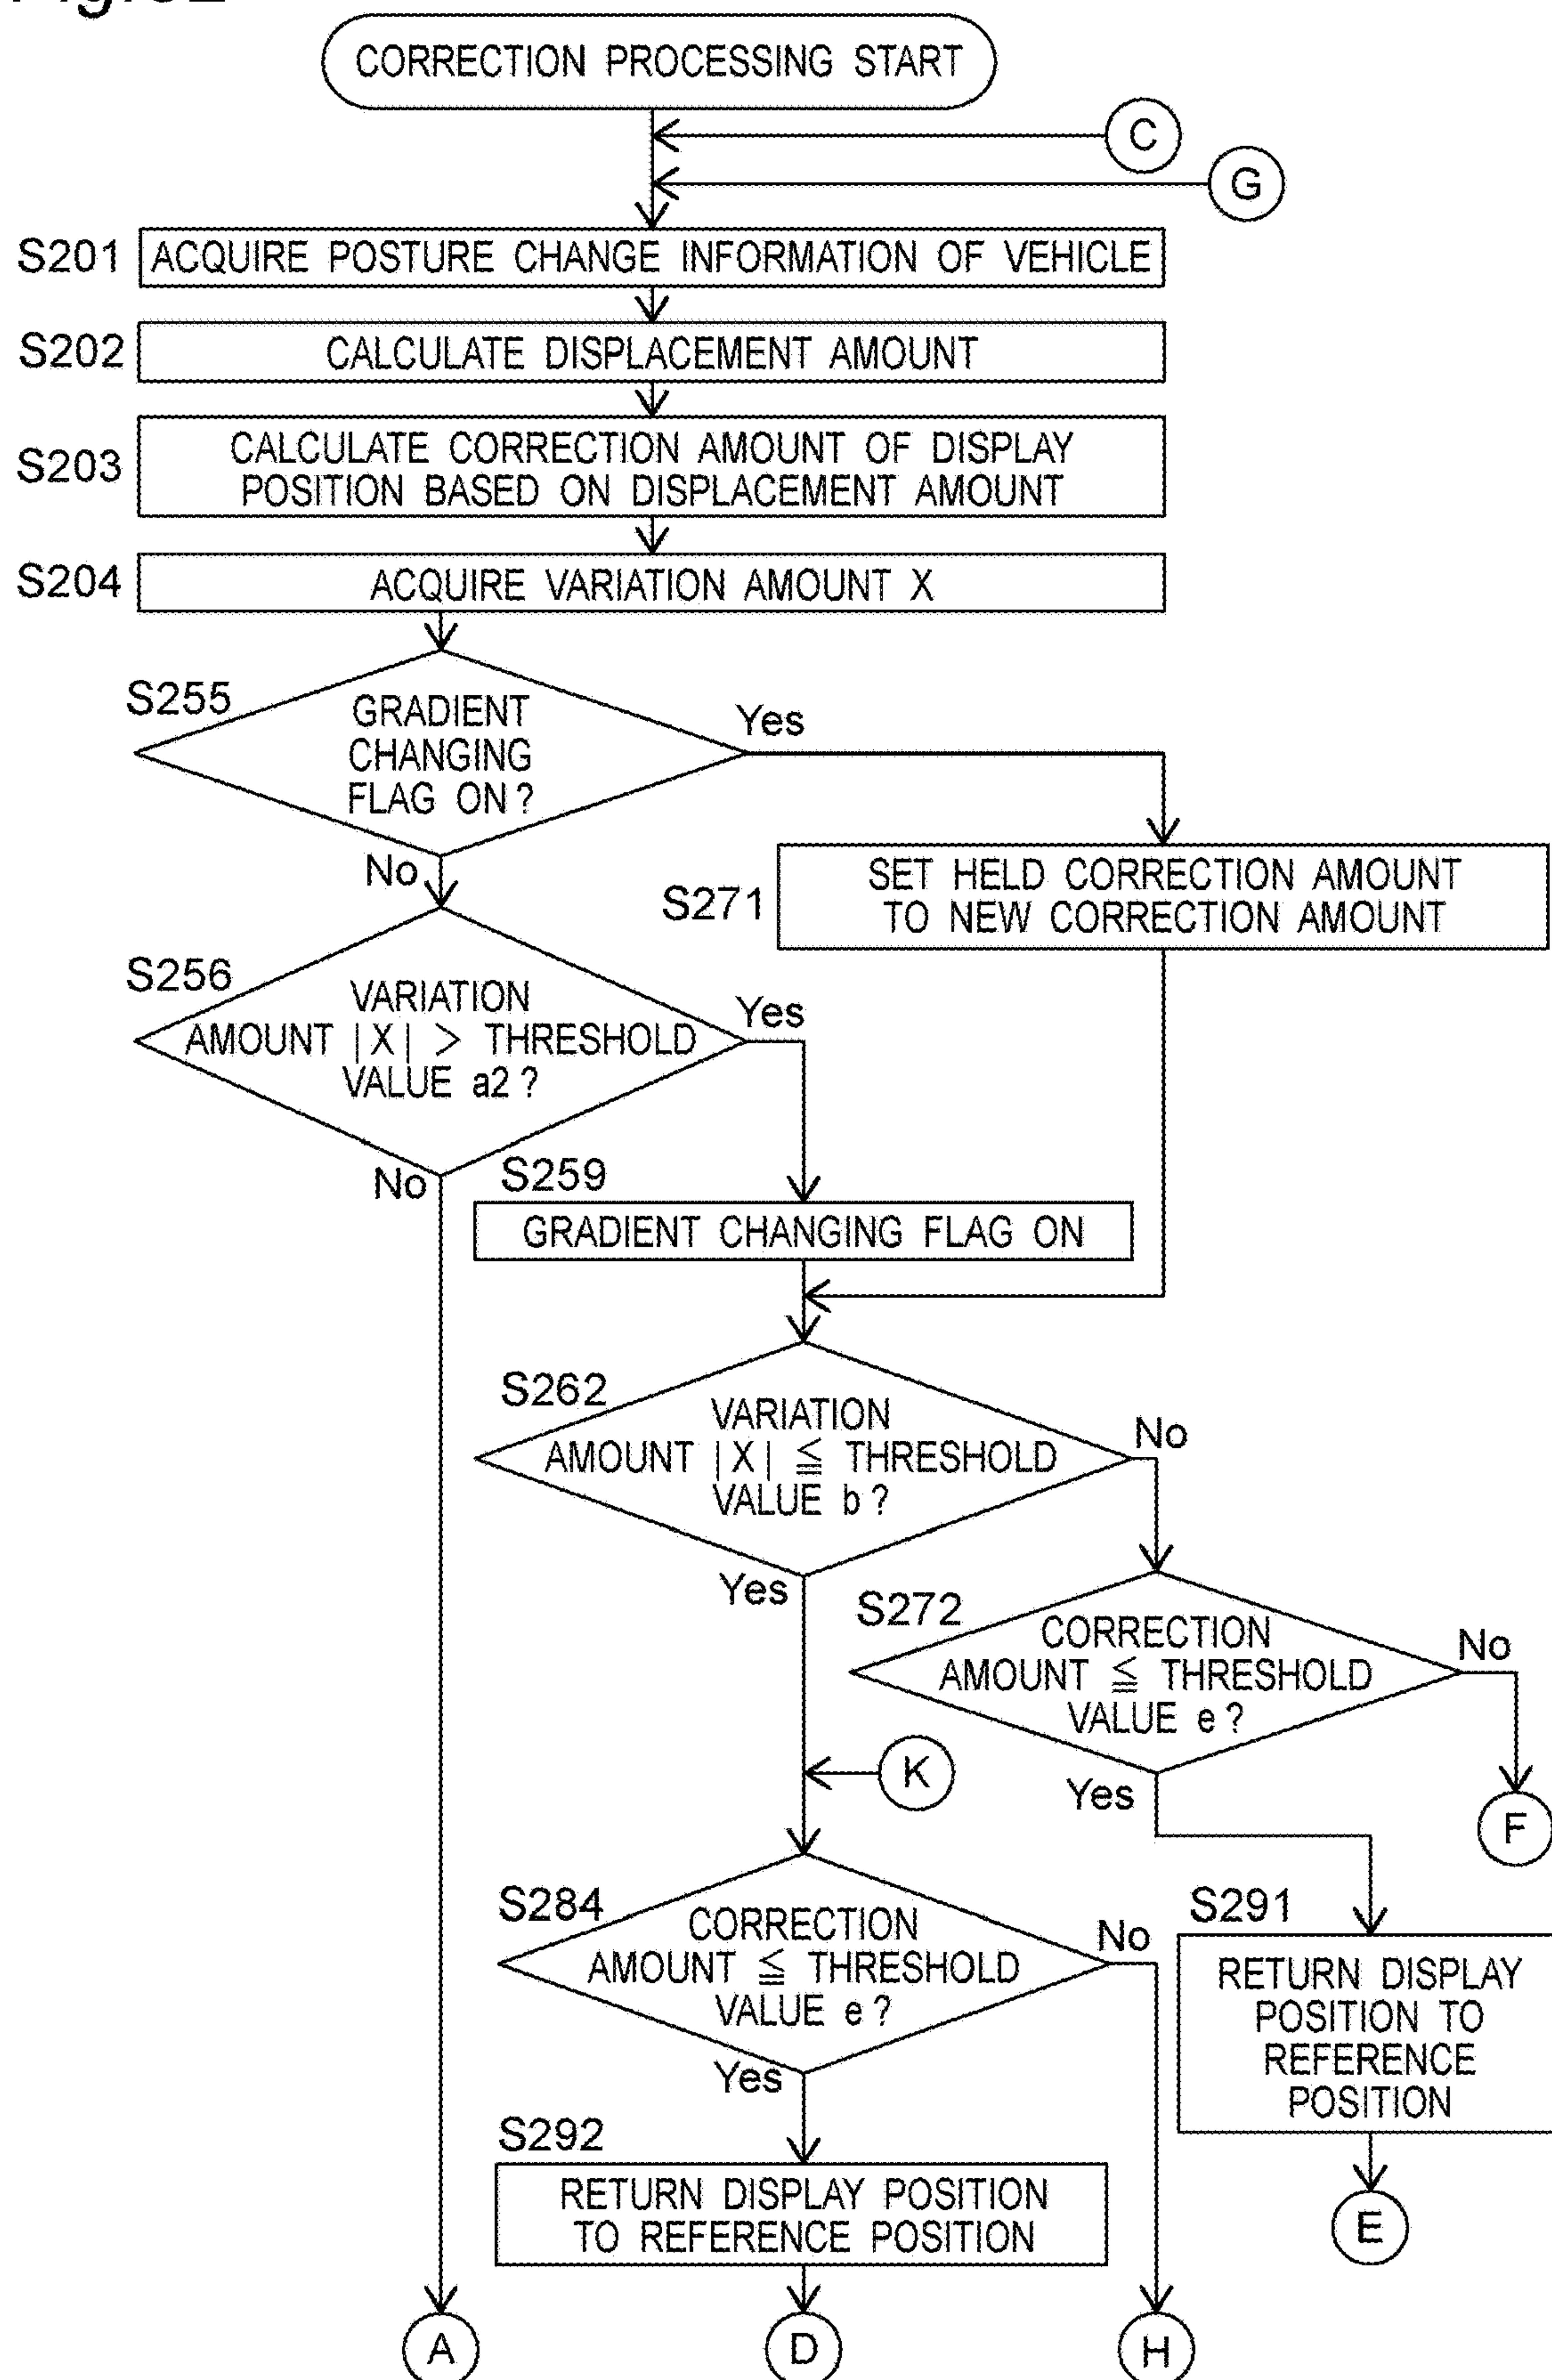 CORRECTION PROCESSING START
C
G
S201
ACQUIRE POSTURE CHANGE INFORMATION OF VEHICLE
S202
CALCULATE DISPLACEMENT AMOUNT
S203
CALCULATE CORRECTION AMOUNT OF DISPLAY
POSITION BASED ON DISPLACEMENT AMOUNT
S204
ACQUIRE VARIATION AMOUNT X
S255
GRADIENT
CHANGING
FLAG ON?
Yes
No
S271
SET HELD CORRECTION AMOUNT
TO NEW CORRECTION AMOUNT
S256
VARIATION
AMOUNT |X| > THRESHOLD
VALUE a2?
Yes
No
S259
GRADIENT CHANGING FLAG ON
S262
VARIATION
AMOUNT |X| ≦ THRESHOLD
VALUE b?
No
Yes
S272
CORRECTION
AMOUNT ≦ THRESHOLD
VALUE e?
No
Yes
K
F
S284
CORRECTION
AMOUNT ≦ THRESHOLD
VALUE e?
No
Yes
S291
RETURN DISPLAY
POSITION TO
REFERENCE
POSITION
S292
RETURN DISPLAY POSITION
TO REFERENCE POSITION
E
A
D
H